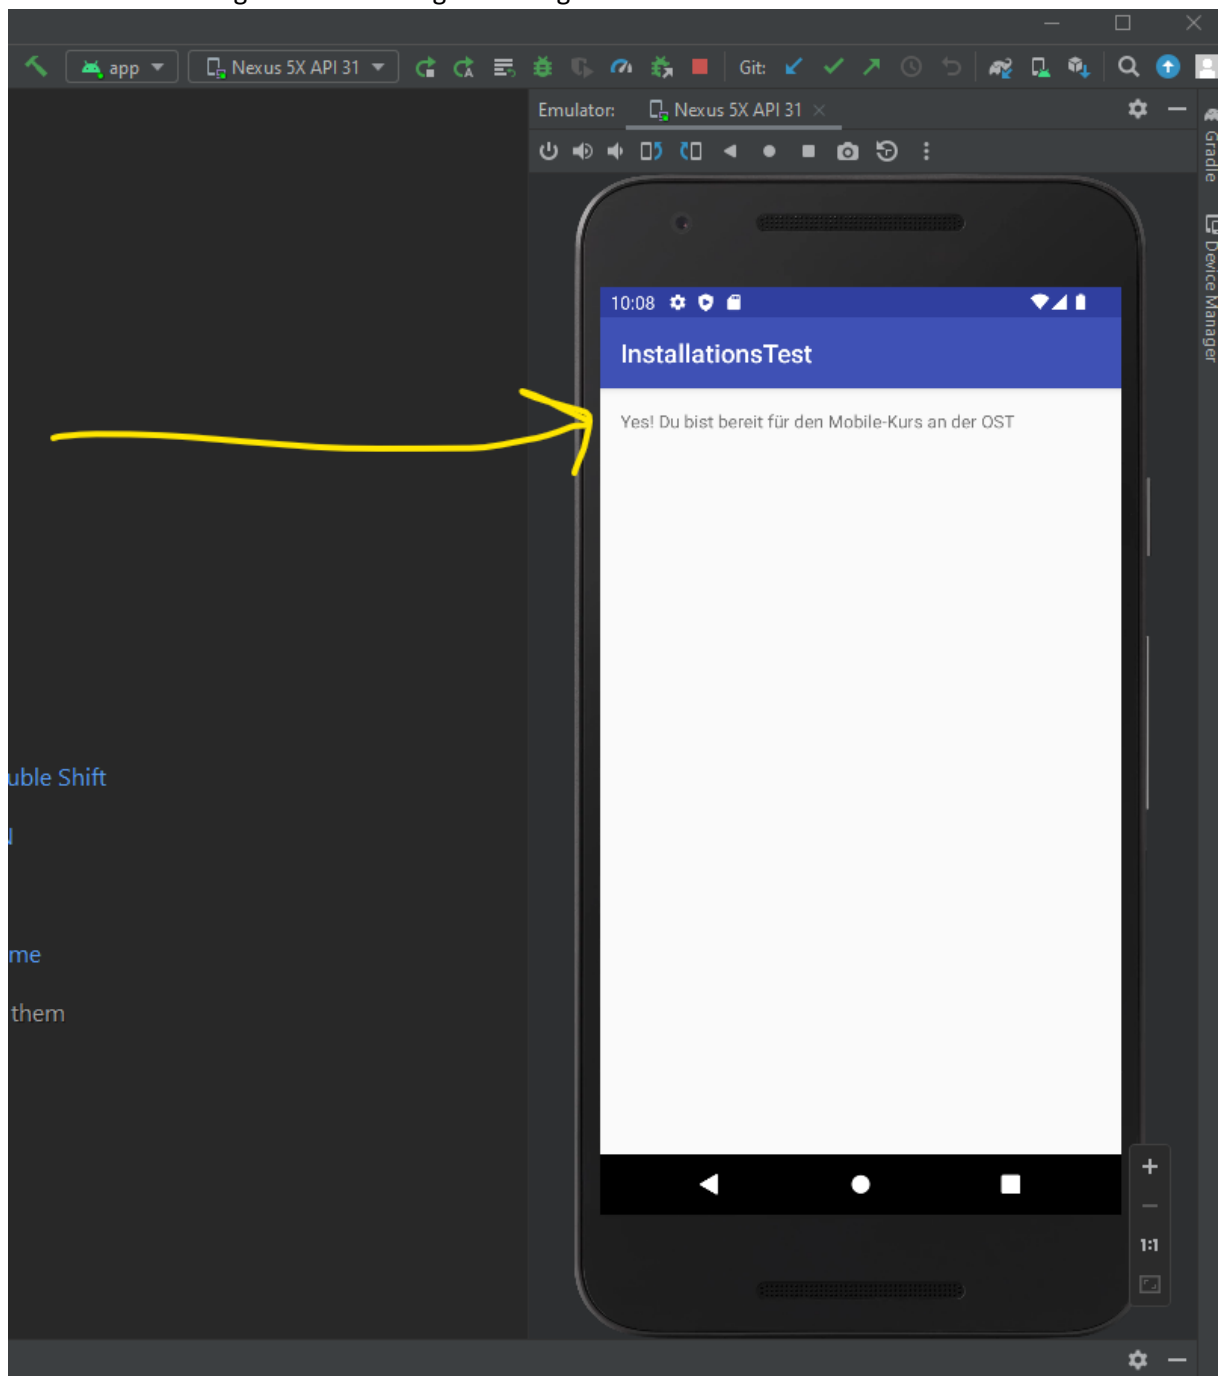 app
Nexus 5X API 31
Git:
Emulator:
Nexus 5X API 31
Gradle
Device Manager
10:08
InstallationsTest
Yes! Du bist bereit für den Mobile-Kurs an der OST
uble Shift
me
them
1:1